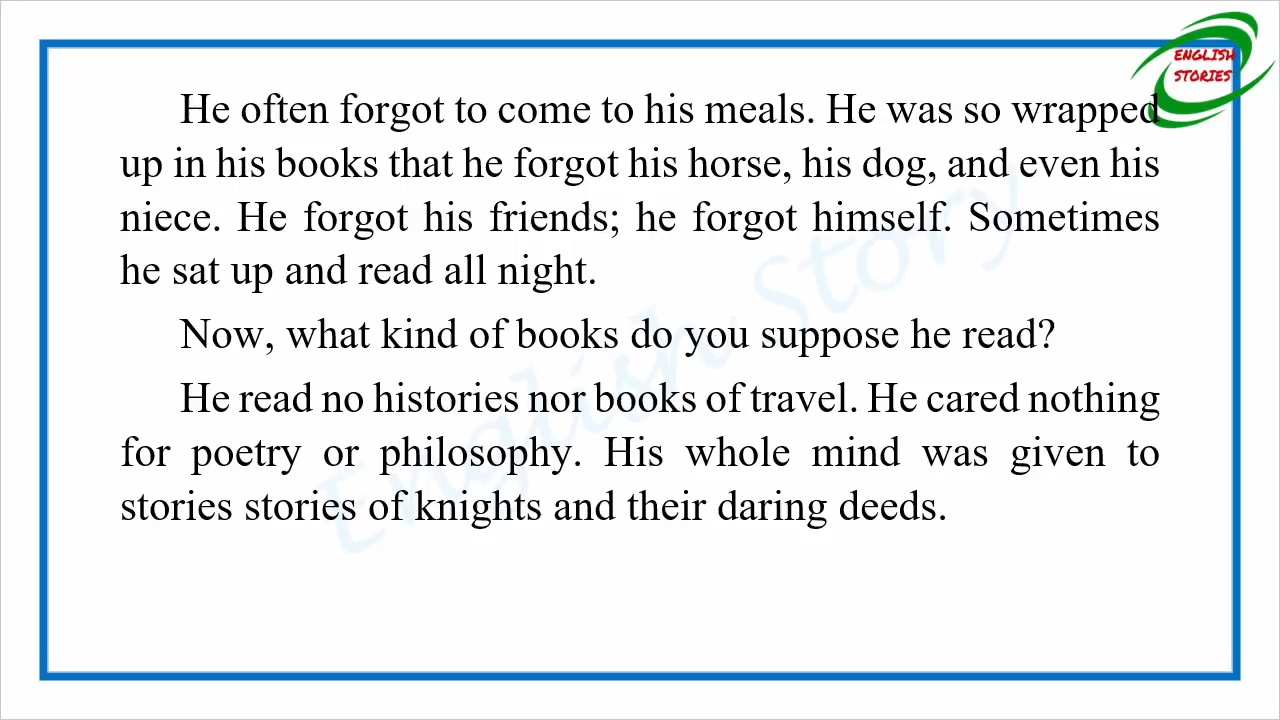 ENGLISH
STORIES
He often forgot to come to his meals. He was so wrapped
up in his books that he forgot his horse, his dog, and even his
niece. He forgot his friends; he forgot himself. Sometimes
he sat up and read all night.
Now, what kind of books do you suppose he read?
He read no histories nor books of travel. He cared nothing
for poetry or philosophy. His whole mind was given to
stories stories of knights and their daring deeds.
English Story